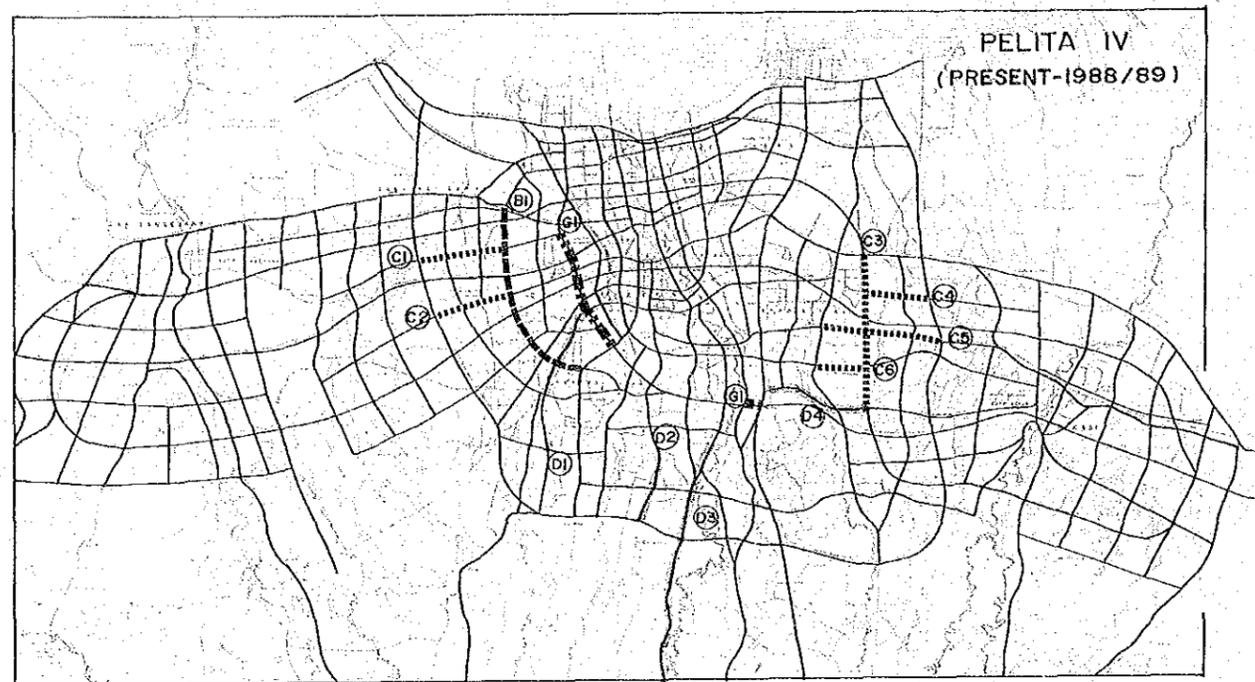 PELITA IV
(PRESENT-1988/89)
B1
G1
C3
C1
C4
C2
C5
C6
G1
D4
D2
D1
D3